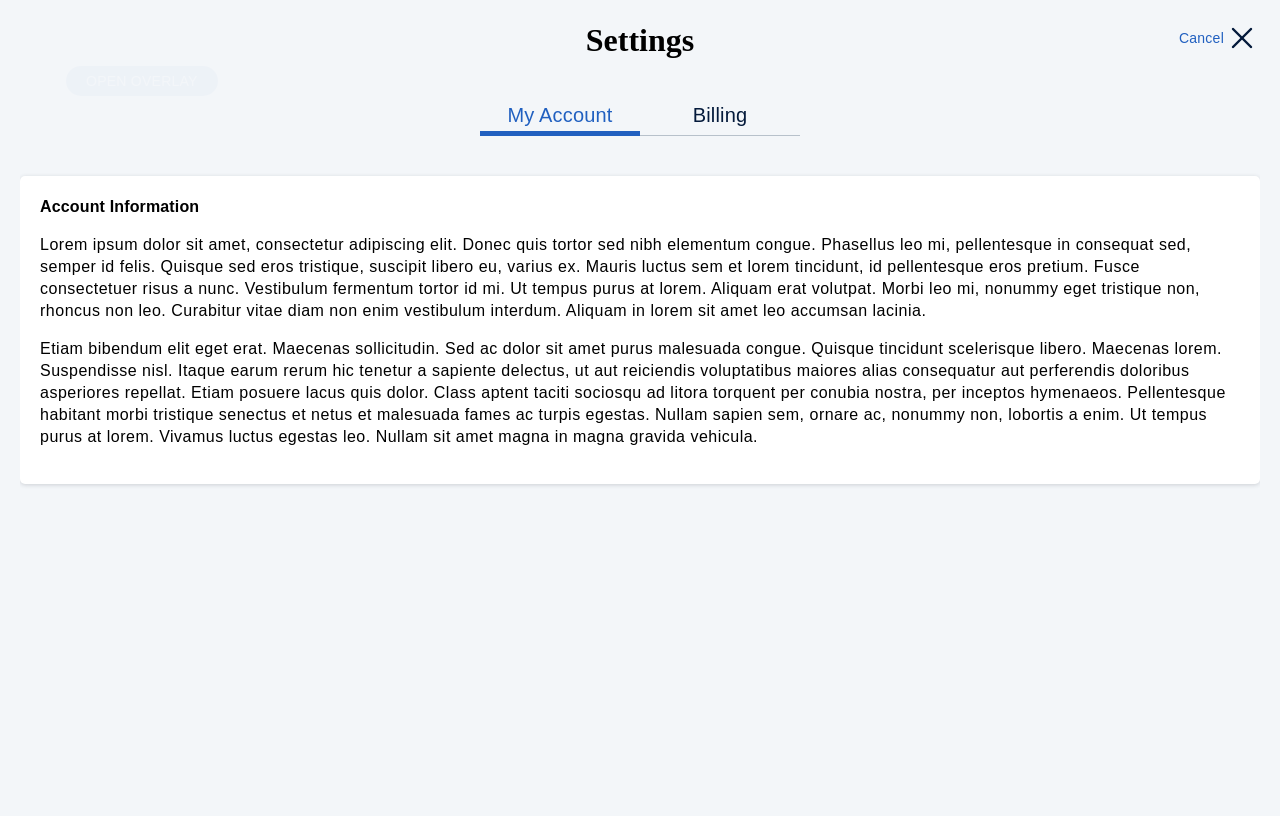 Settings
Cancel
OPEN OVERLAY
My Account
Billing
Account Information
Lorem ipsum dolor sit amet, consectetur adipiscing elit. Donec quis tortor sed nibh elementum congue. Phasellus leo mi, pellentesque in consequat sed,
semper id felis. Quisque sed eros tristique, suscipit libero eu, varius ex. Mauris luctus sem et lorem tincidunt, id pellentesque eros pretium. Fusce
consectetuer risus a nunc. Vestibulum fermentum tortor id mi. Ut tempus purus at lorem. Aliquam erat volutpat. Morbi leo mi, nonummy eget tristique non,
rhoncus non leo. Curabitur vitae diam non enim vestibulum interdum. Aliquam in lorem sit amet leo accumsan lacinia.
Etiam bibendum elit eget erat. Maecenas sollicitudin. Sed ac dolor sit amet purus malesuada congue. Quisque tincidunt scelerisque libero. Maecenas lorem.
Suspendisse nisl. Itaque earum rerum hic tenetur a sapiente delectus, ut aut reiciendis voluptatibus maiores alias consequatur aut perferendis doloribus
asperiores repellat. Etiam posuere lacus quis dolor. Class aptent taciti sociosqu ad litora torquent per conubia nostra, per inceptos hymenaeos. Pellentesque
habitant morbi tristique senectus et netus et malesuada fames ac turpis egestas. Nullam sapien sem, ornare ac, nonummy non, lobortis a enim. Ut tempus
purus at lorem. Vivamus luctus egestas leo. Nullam sit amet magna in magna gravida vehicula.